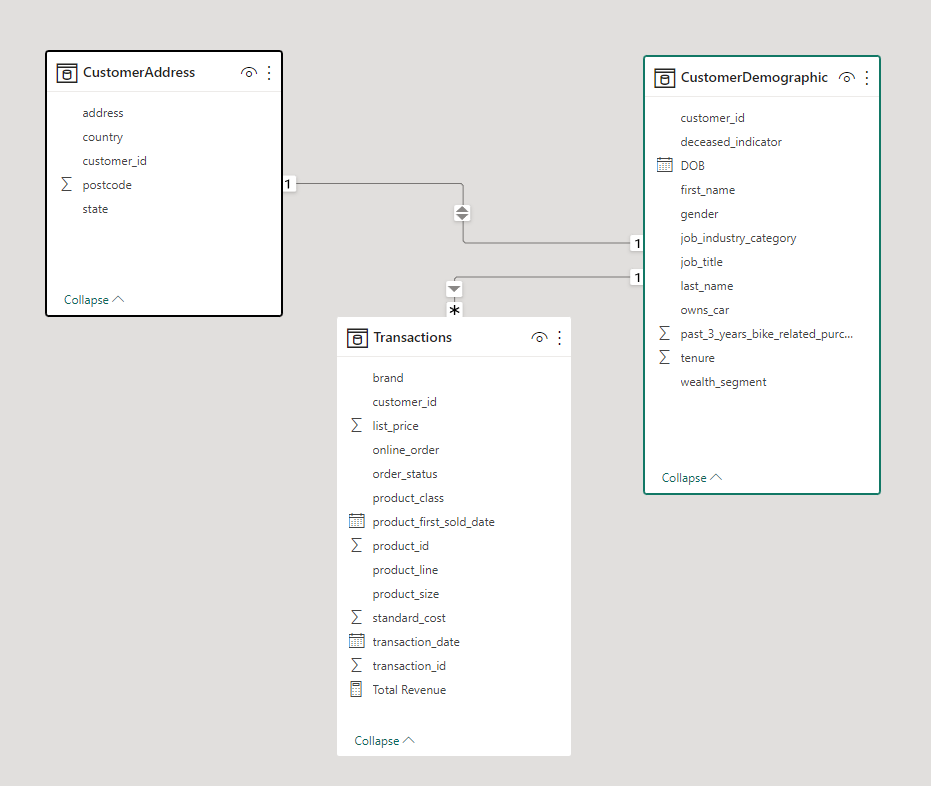 CustomerAddress
address
country
customer_id
postcode
state
Collapse
1
CustomerDemographic
customer_id
deceased_indicator
DOB
first_name
gender
job_industry_category
job_title
last_name
owns_car
past_3_years_bike_related_purc...
tenure
wealth_segment
Collapse
1
1
*
Transactions
brand
customer_id
list_price
online_order
order_status
product_class
product_first_sold_date
product_id
product_line
product_size
standard_cost
transaction_date
transaction_id
Total Revenue
Collapse